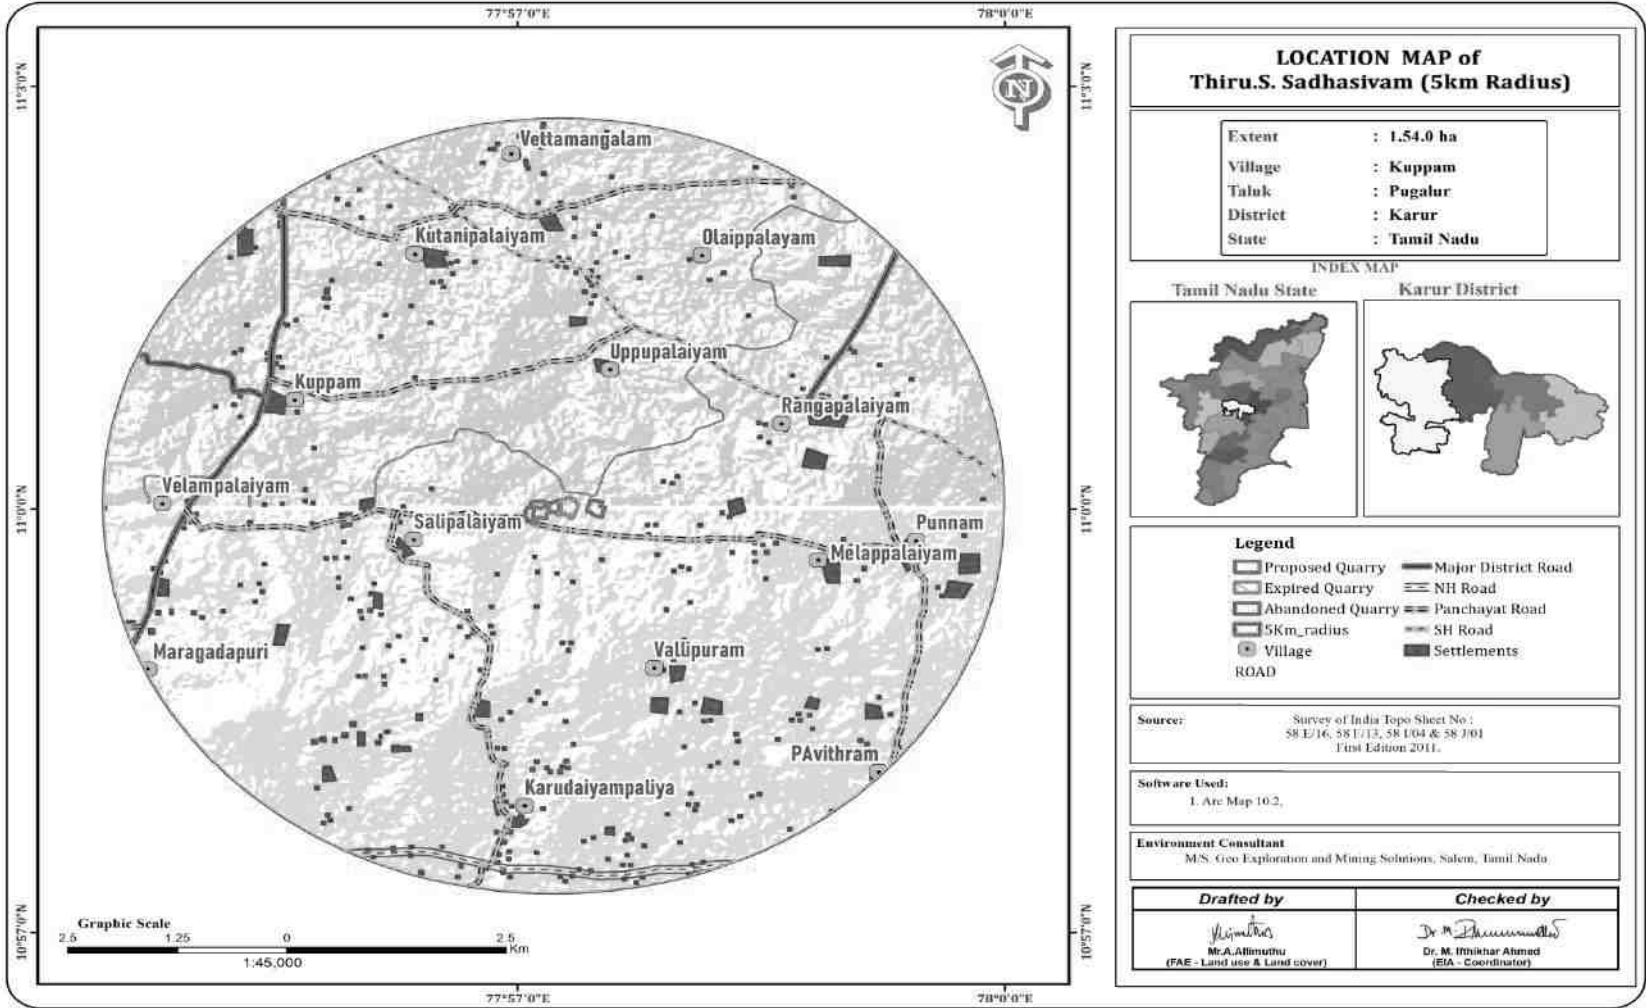 77°57'0"E
78°0'0"E
11°3'0"N
11°3'0"N
N
Vettamangalam
Kutanipalaiyam
Olaippalayam
Uppupalaiyam
Kuppam
Rangapalaiyam
Velampalaiyam
11°0'0"N
11°0'0"N
Salipalaiyam
Punnam
Melappalaiyam
Maragadapuri
Vallipuram
PAvithram
Karudaiyampaliya
Graphic Scale
2.5 1.25 0 2.5
Km
1:45,000
10°57'0"N
10°57'0"N
77°57'0"E
78°0'0"E
LOCATION MAP of
Thiru.S. Sadhasivam (5km Radius)
Extent : 1.54.0 ha
Village : Kuppam
Taluk : Pugalur
District : Karur
State : Tamil Nadu
INDEX MAP
Tamil Nadu State Karur District
Legend
Proposed Quarry Major District Road
Expired Quarry NH Road
Abandoned Quarry Panchayat Road
5Km_radius SH Road
Village Settlements
ROAD
Source: Survey of India Topo Sheet No :
58 E/16, 58 & 58
First Edition 2011.
Software Used:
1. Arc Map 10.2,
Environment Consultant
M/S. Geo Exploration and Mining Solutions, Salem, Tamil Nadu
Drafted by Checked by
Dr. M.
Mr.A.Allimuthu Dr. M. Ifthikhar Ahmed
(FAE - Land use & Land cover) (EIA - Coordinator)